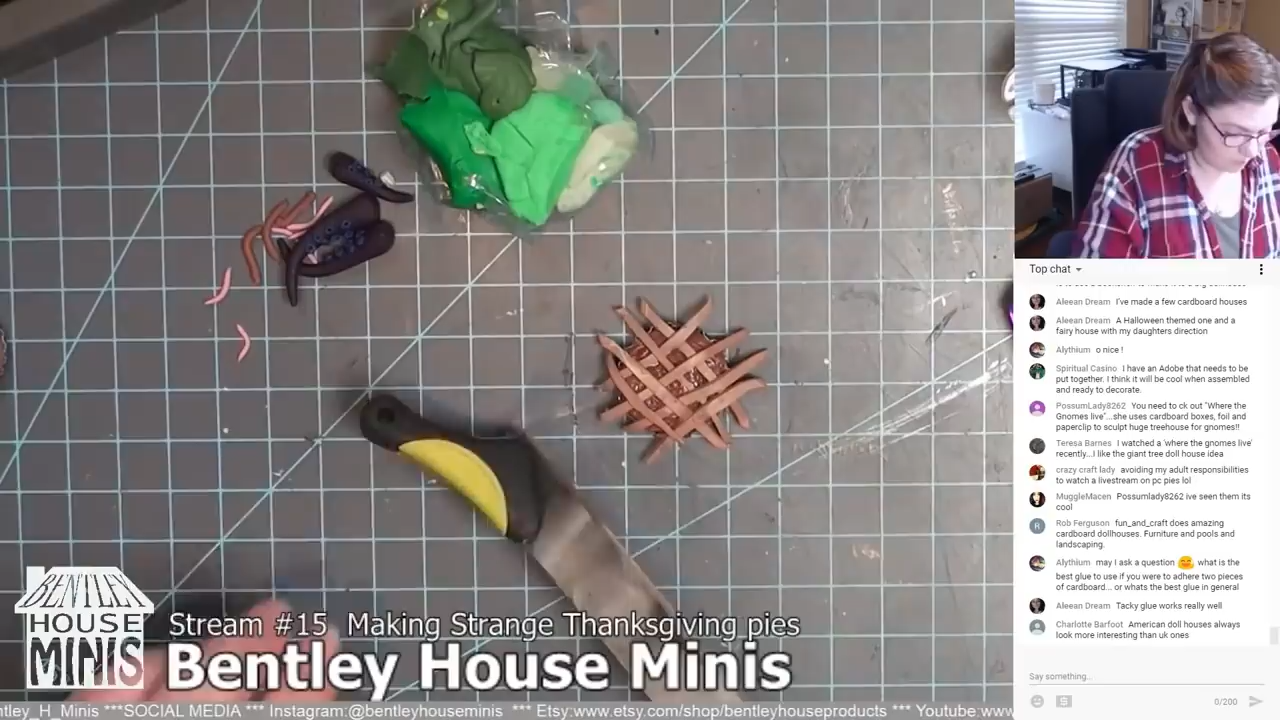 Top chat
Aleean Dream I've made a few cardboard houses
Aleean Dream A Halloween themed one and a
fairy house with my daughters direction
Alythium o nice !
Spiritual Casino I have an Adobe that needs to be
put together. I think it will be cool when assembled
and ready to decorate.
PossumLady8262 You need to ck out "Where the
Gnomes live"...she uses cardboard boxes, foil and
paperclip to sculpt huge treehouse for gnomes!!
Teresa Barnes I watched a 'where the gnomes live'
recently...I like the giant tree doll house idea
crazy craft lady avoiding my adult responsibilities
to watch a livestream on pc pies lol
MuggleMacen Possumlady8262 ive seen them its
cool
R Rob Ferguson fun_and_craft does amazing
cardboard dollhouses. Furniture and pools and
landscaping.
Alythium may I ask a question what is the
best glue to use if you were to adhere two pieces
of cardboard... or whats the best glue in general
Aleean Dream Tacky glue works really well
Charlotte Barfoot American doll houses always
look more interesting than uk ones
Say something...
0/200
BENTLEY
HOUSE
MINIS
Stream #15 Making Strange Thanksgiving pies
Bentley House Minis
ntley_H_Minis ***SOCIAL MEDIA *** Instagram:@bentleyhouseminis *** Etsy:www.etsy.com/shop/bentleyhouseproducts *** Youtube:www